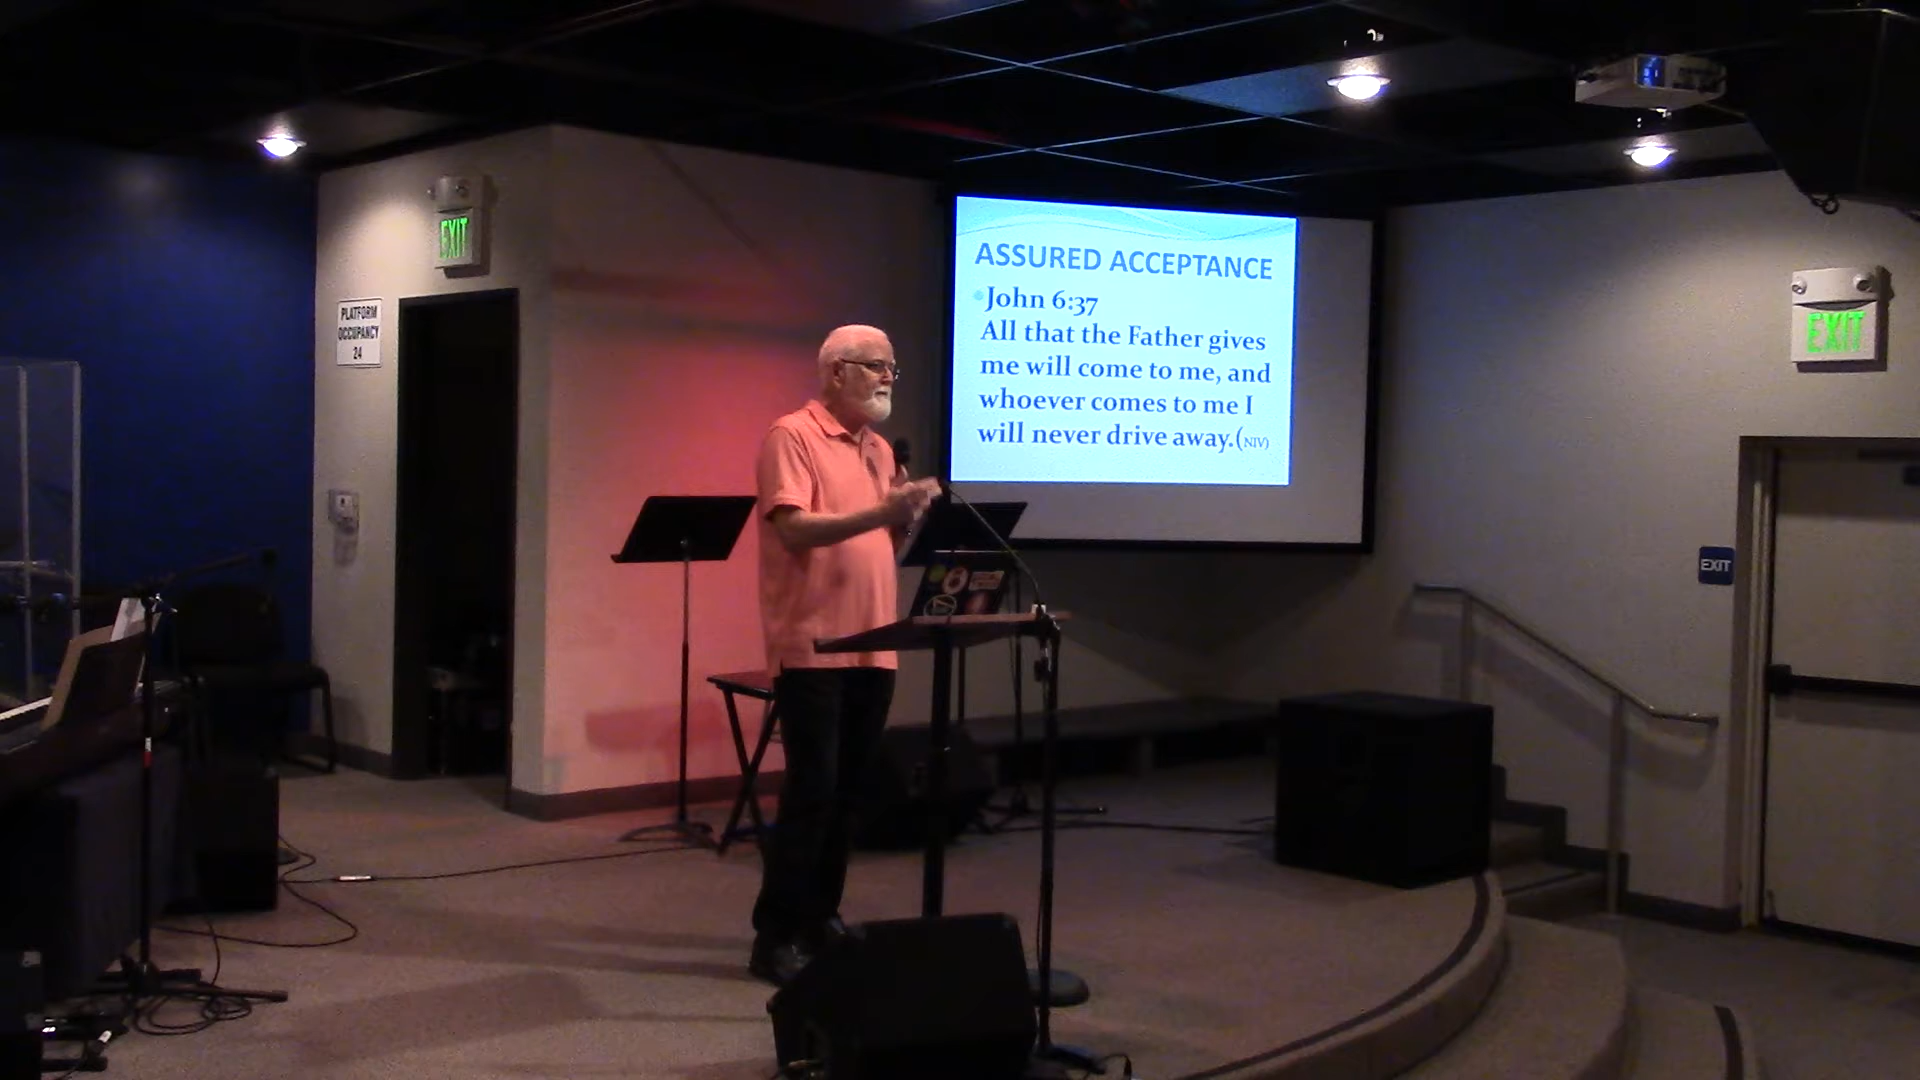 EXIT
PLATFORM
OCCUPANCY
24
ASSURED ACCEPTANCE
John 6:37
All that the Father gives
me will come to me, and
whoever comes to me I
will never drive away.(NIV)
EXIT
EXIT